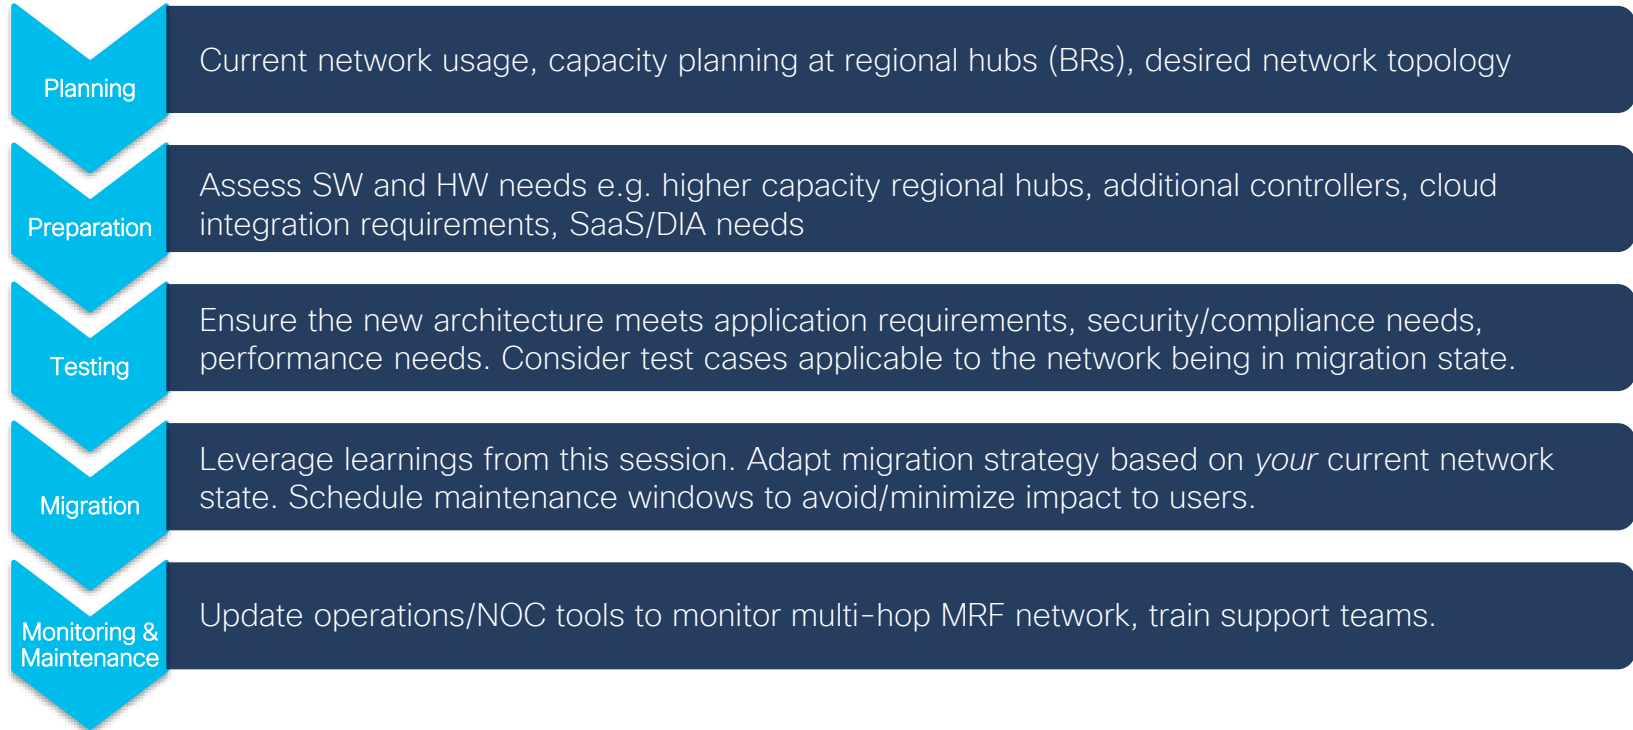 Planning
Current network usage, capacity planning at regional hubs (BRs), desired network topology
Preparation
Assess SW and HW needs e.g. higher capacity regional hubs, additional controllers, cloud
integration requirements, SaaS/DIA needs
Testing
Ensure the new architecture meets application requirements, security/compliance needs,
performance needs. Consider test cases applicable to the network being in migration state.
Migration
Leverage learnings from this session. Adapt migration strategy based on your current network
state. Schedule maintenance windows to avoid/minimize impact to users.
Monitoring &
Maintenance
Update operations/NOC tools to monitor multi-hop MRF network, train support teams.